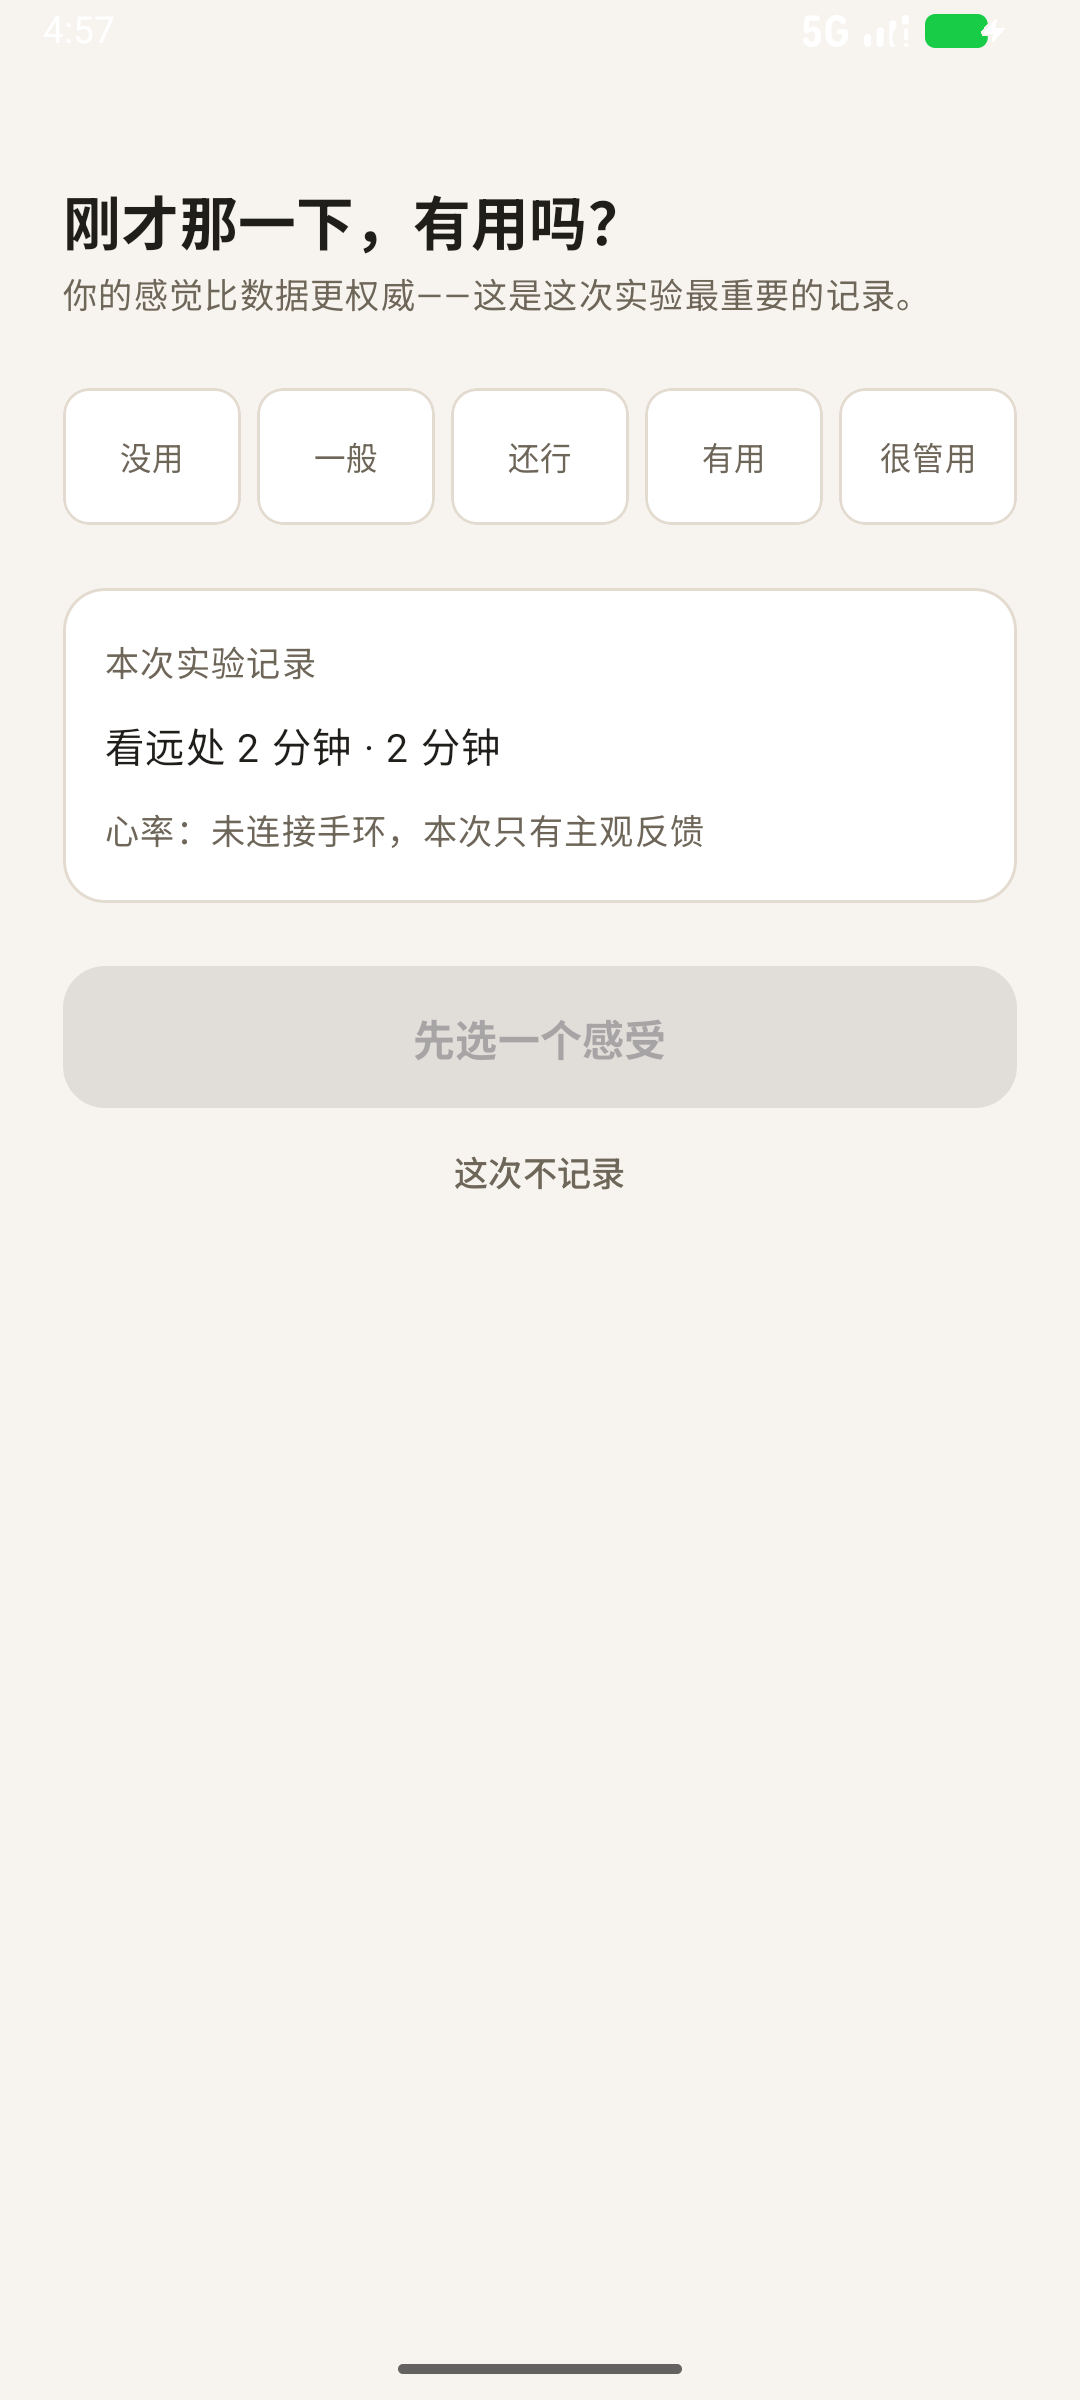 4:57
5G
刚才那一下，有用吗？
你的感觉比数据更权威——这是这次实验最重要的记录。
没用
一般
还行
有用
很管用
本次实验记录
看远处 2 分钟 · 2 分钟
心率：未连接手环，本次只有主观反馈
先选一个感受
这次不记录